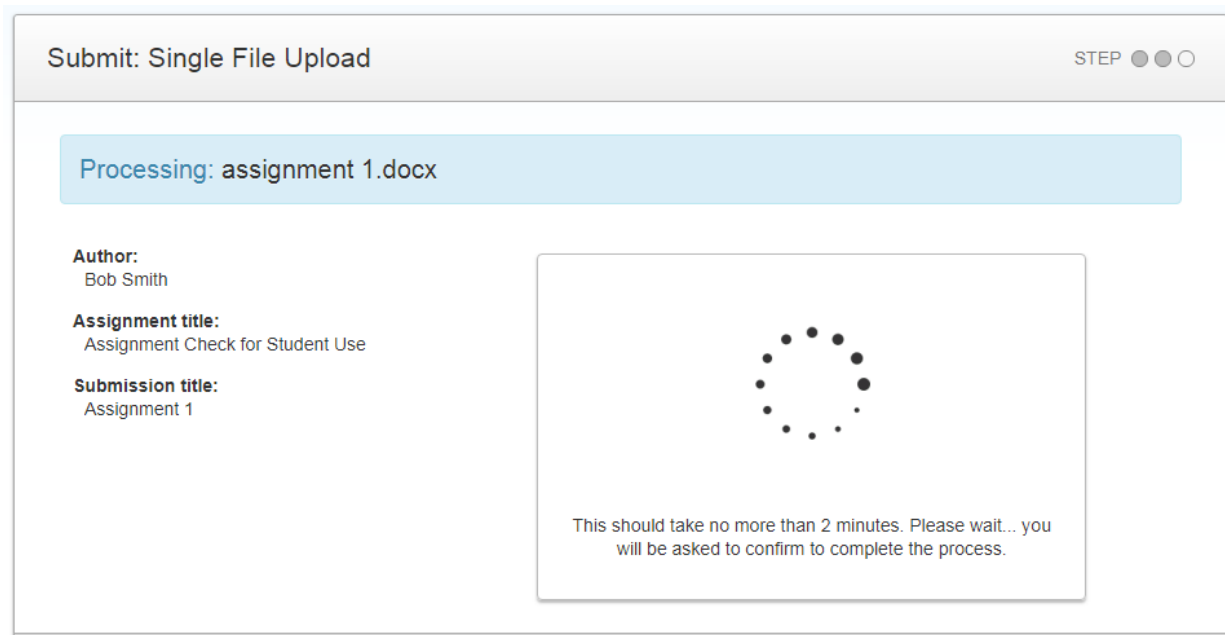 Submit: Single File Upload
STEP
Processing: assignment 1.docx
Author:
Bob Smith
Assignment title:
Assignment Check for Student Use
Submission title:
Assignment 1
This should take no more than 2 minutes. Please wait... you
will be asked to confirm to complete the process.